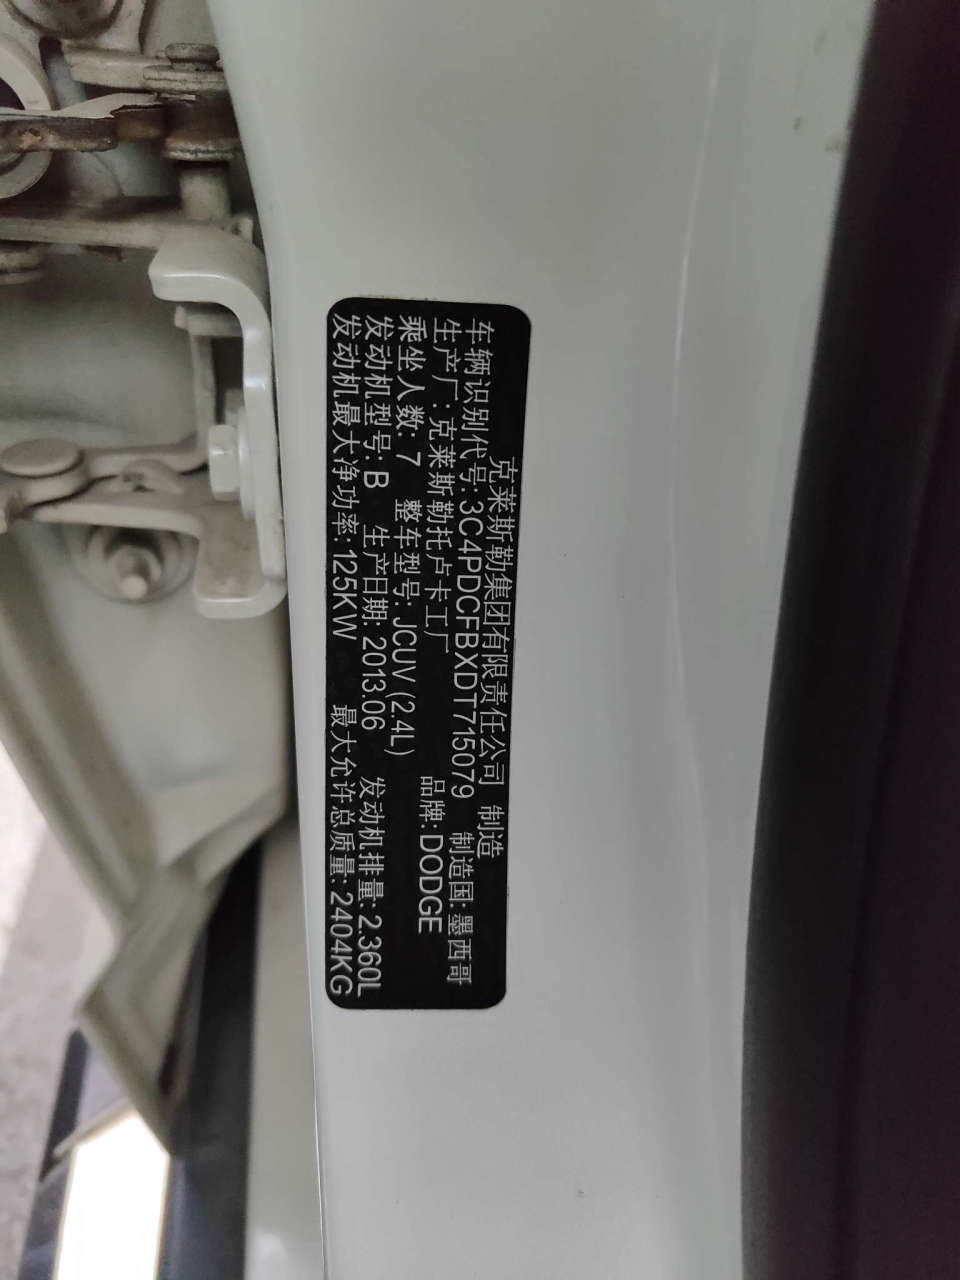 克莱斯勒集团有限责任公司 制造
车辆识别代号: 3C4PDCFBXDT715079 制造国: 墨西哥
生产厂: 克莱斯勒托卢卡工厂 品牌: DODGE
乘坐人数: 7 整车型号: JCUV (2.4L)
发动机型号: B 生产日期: 2013.06 发动机排量: 2.360L
发动机最大净功率: 125KW 最大允许总质量: 2404KG